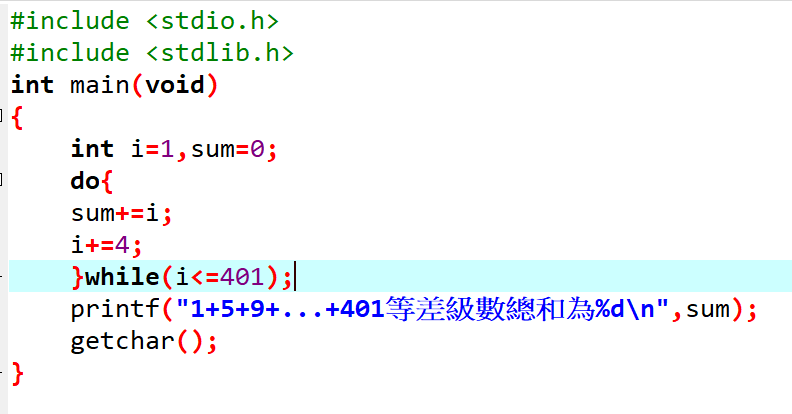 #include <stdio.h>
#include <stdlib.h>
int main(void)
{
    int i=1,sum=0;
    do{
    sum+=i;
    i+=4;
    }while(i<=401);
    printf("1+5+9+...+401等差級數總和為%d\n",sum);
    getchar();
}